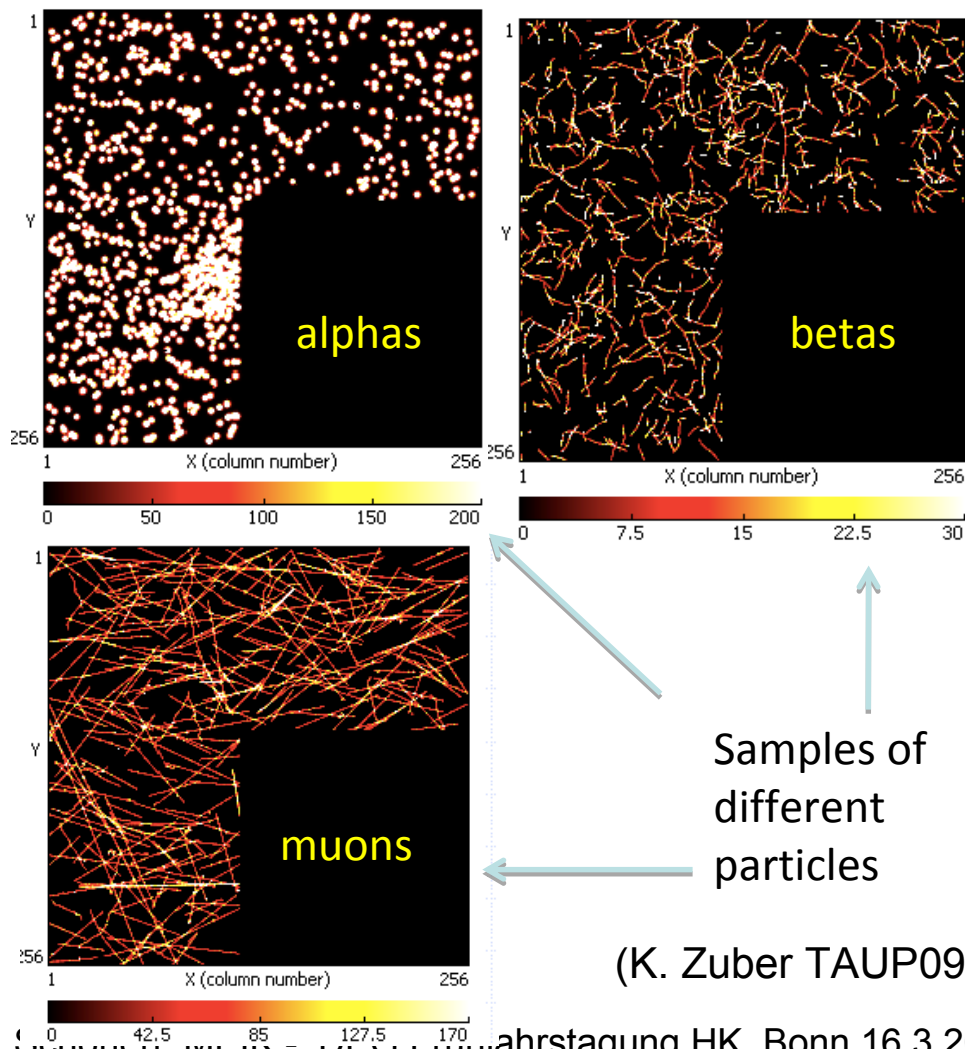 1
Y
alphas
256
1 X (column number) 256
0 50 100 150 200
1
Y
betas
256
1 X (column number) 256
0 7.5 15 22.5 30
1
Y
muons
256
1 X (column number) 256
0 42.5 85 127.5 170
Samples of
different
particles
(K. Zuber TAUP09
ahrstagung HK, Bonn 16.3.2